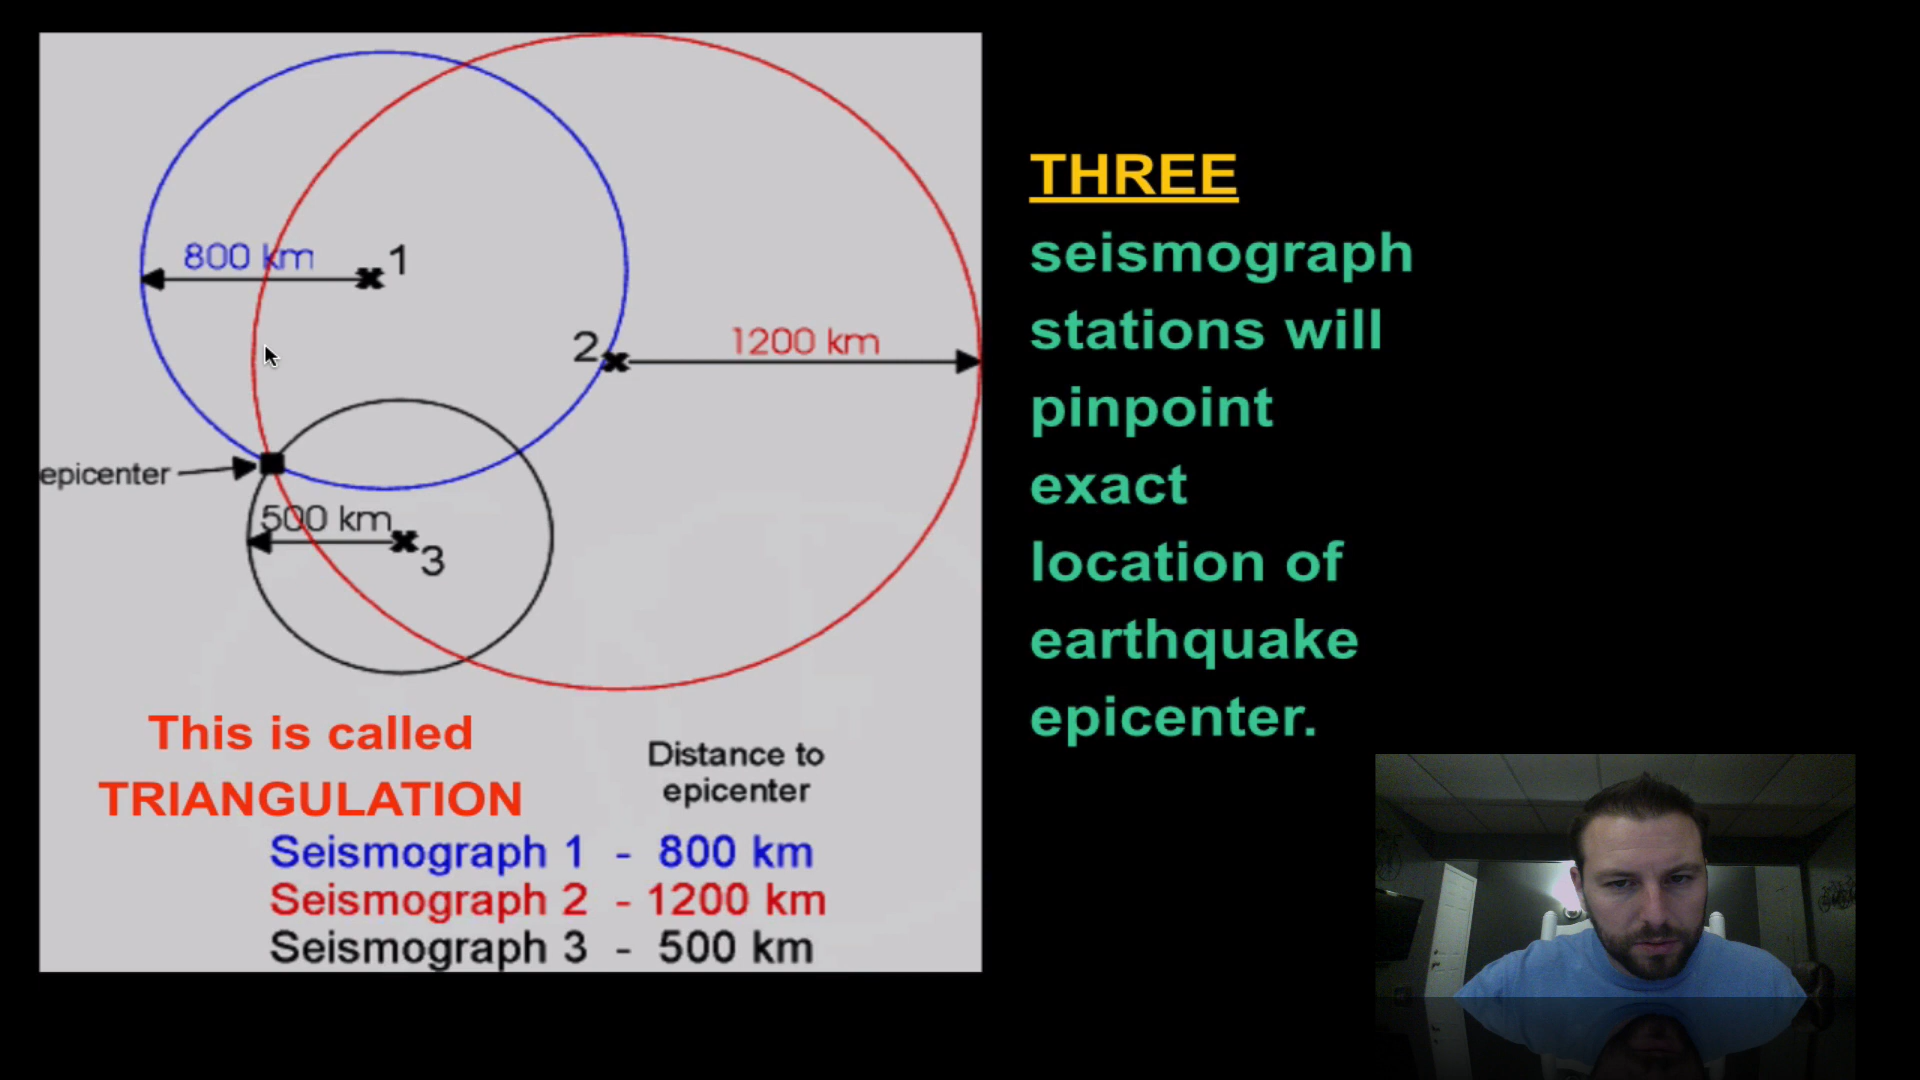 800 km
1
2
1200 km
epicenter
500 km
3
This is called
TRIANGULATION
Distance to
epicenter
Seismograph 1 - 800 km
Seismograph 2 - 1200 km
Seismograph 3 - 500 km
THREE
seismograph
stations will
pinpoint
exact
location of
earthquake
epicenter.